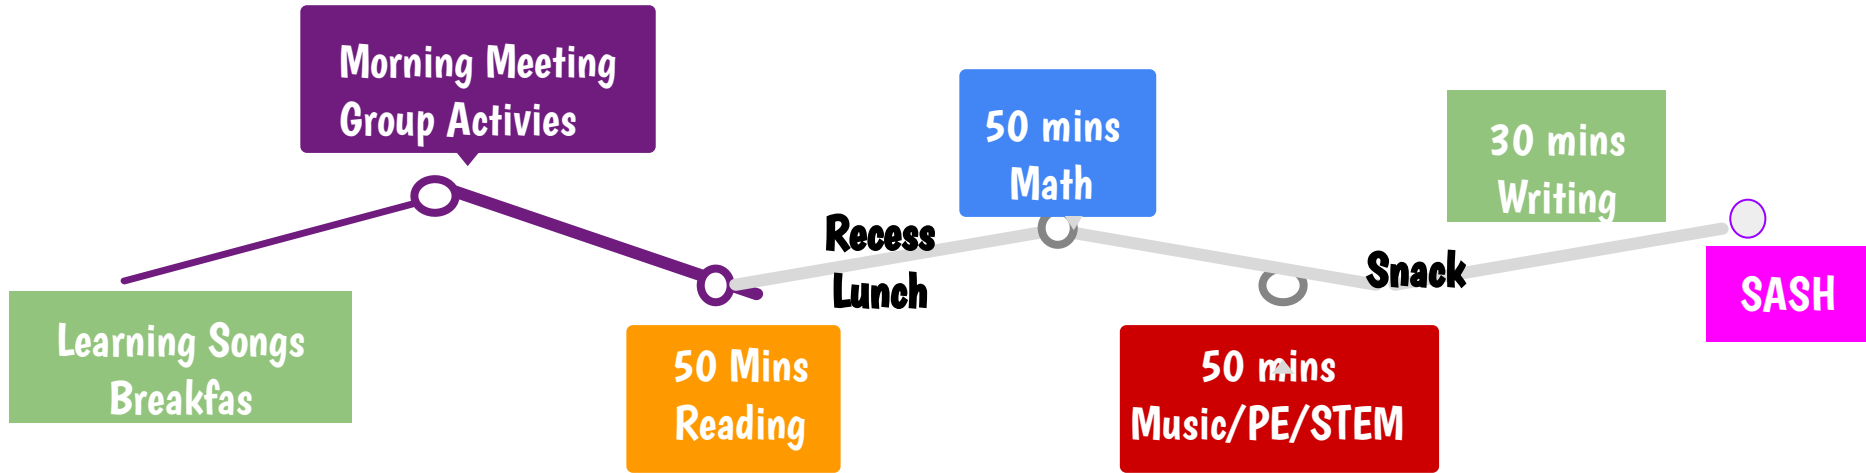 Learning Songs
Breakfas
Morning Meeting
Group Activies
50 Mins
Reading
Recess
Lunch
50 mins
Math
50 mins
Music/PE/STEM
Snack
30 mins
Writing
SASH